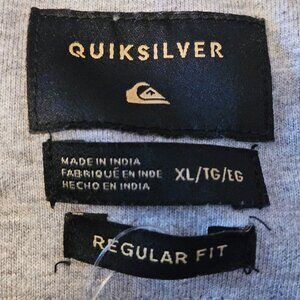 QUIKSILVER
MADE IN INDIA
FABRIQUÉ EN INDE
HECHO EN INDIA
XL/TG/EG
REGULAR FIT